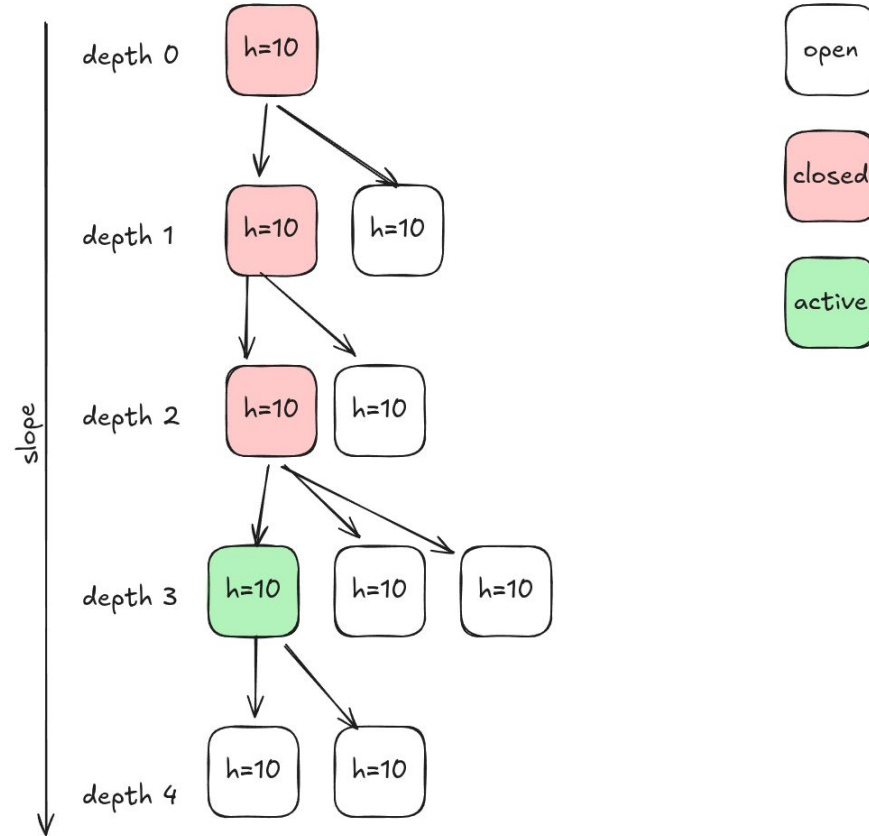 depth 0
h=10
open
depth 1
h=10
h=10
closed
active
depth 2
h=10
h=10
slope
depth 3
h=10
h=10
h=10
depth 4
h=10
h=10